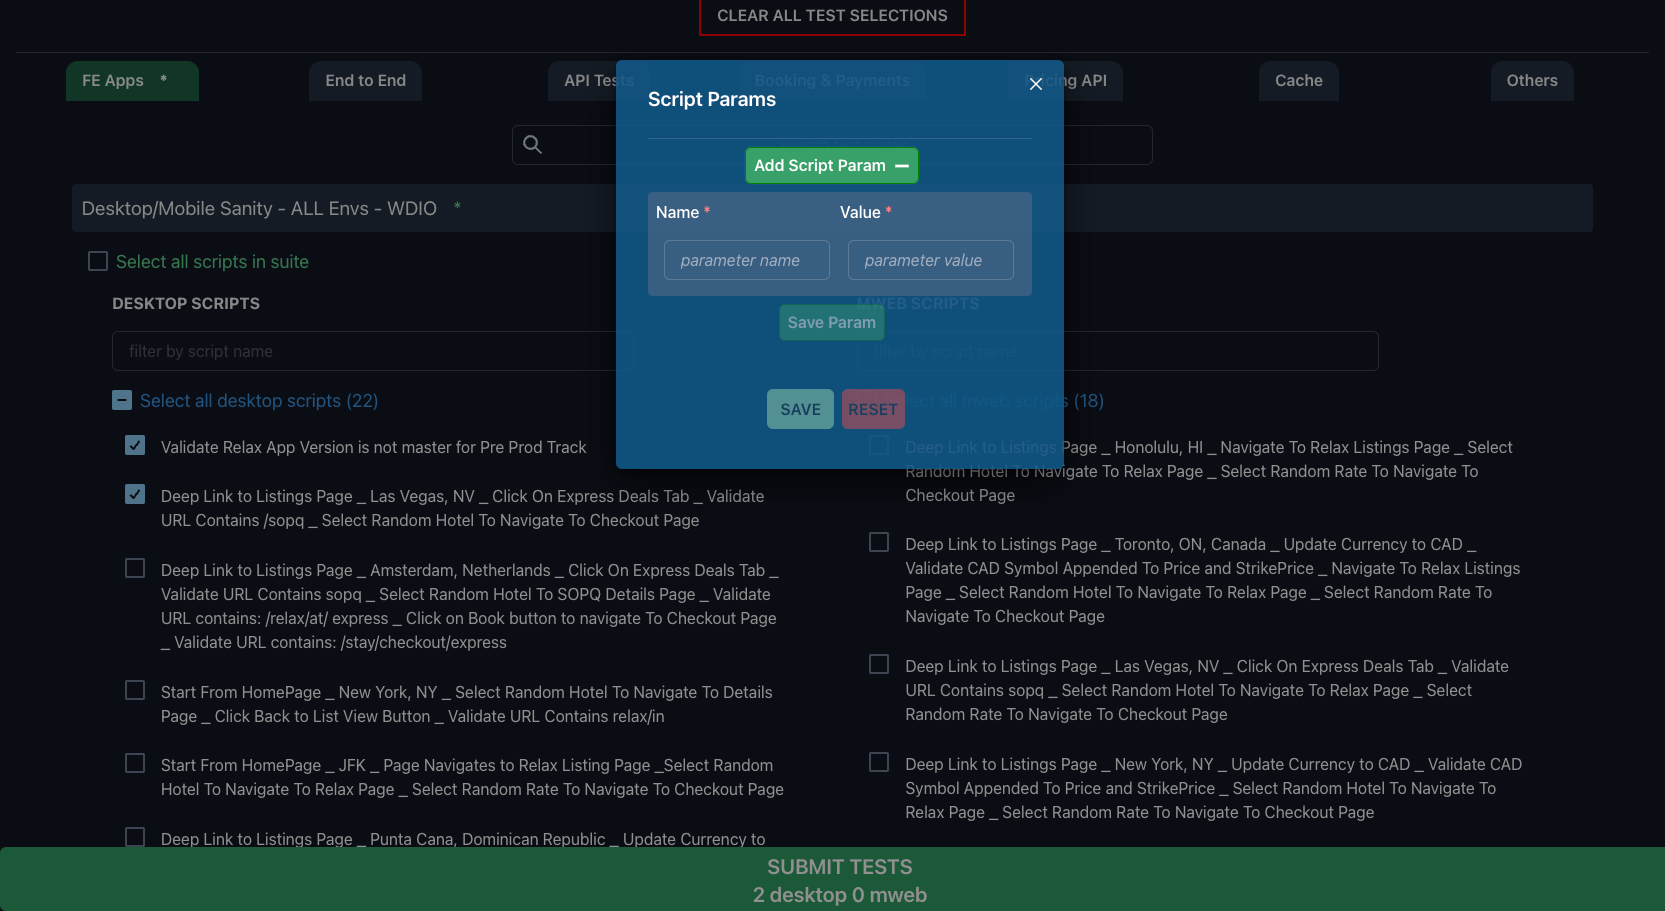 CLEAR ALL TEST SELECTIONS
FE Apps *
End to End
API Tests
Booking & Payments
Pricing API
Cache
Others
Script Params
Add Script Param
Name *
Value *
parameter name
parameter value
Save Param
SAVE
RESET
Desktop/Mobile Sanity - ALL Envs - WDIO *
Select all scripts in suite
DESKTOP SCRIPTS
filter by script name
Select all desktop scripts (22)
Validate Relax App Version is not master for Pre Prod Track
Deep Link to Listings Page _ Las Vegas, NV _ Click On Express Deals Tab _ Validate
URL Contains /sopq _ Select Random Hotel To Navigate To Checkout Page
Deep Link to Listings Page _ Amsterdam, Netherlands _ Click On Express Deals Tab _
Validate URL Contains sopq _ Select Random Hotel To SOPQ Details Page _ Validate
URL contains: /relax/at/ express _ Click on Book button to navigate To Checkout Page
_ Validate URL contains: /stay/checkout/express
Start From HomePage _ New York, NY _ Select Random Hotel To Navigate To Details
Page _ Click Back to List View Button _ Validate URL Contains relax/in
Start From HomePage _ JFK _ Page Navigates to Relax Listing Page _Select Random
Hotel To Navigate To Relax Page _ Select Random Rate To Navigate To Checkout Page
Deep Link to Listings Page _ Punta Cana, Dominican Republic _ Update Currency to
MWEB SCRIPTS
filter by script name
Select all mweb scripts (18)
Deep Link to Listings Page _ Honolulu, HI _ Navigate To Relax Listings Page _ Select
Random Hotel To Navigate To Relax Page _ Select Random Rate To Navigate To
Checkout Page
Deep Link to Listings Page _ Toronto, ON, Canada _ Update Currency to CAD _
Validate CAD Symbol Appended To Price and StrikePrice _ Navigate To Relax Listings
Page _ Select Random Hotel To Navigate To Relax Page _ Select Random Rate To
Navigate To Checkout Page
Deep Link to Listings Page _ Las Vegas, NV _ Click On Express Deals Tab _ Validate
URL Contains sopq _ Select Random Hotel To Navigate To Relax Page _ Select
Random Rate To Navigate To Checkout Page
Deep Link to Listings Page _ New York, NY _ Update Currency to CAD _ Validate CAD
Symbol Appended To Price and StrikePrice _ Select Random Hotel To Navigate To
Relax Page _ Select Random Rate To Navigate To Checkout Page
SUBMIT TESTS
2 desktop 0 mweb